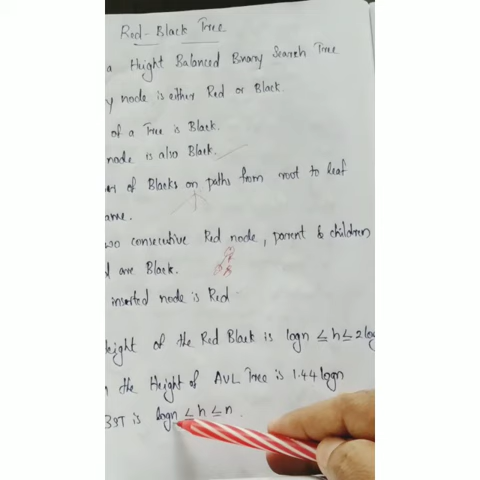 Red-Black Tree
a Height Balanced Binary Search Tree
y node is either Red or Black.
of a Tree is Black.
node is also Black.
of Blacks on paths from root to leaf
ame.
consecutive Red node, parent & children
are Black.
inserted node is Red
eight of the Red Black is logn ≤ h ≤ 2log
the Height of AVL Tree is 1.44 logn
BST is logn ≤ h ≤ n.